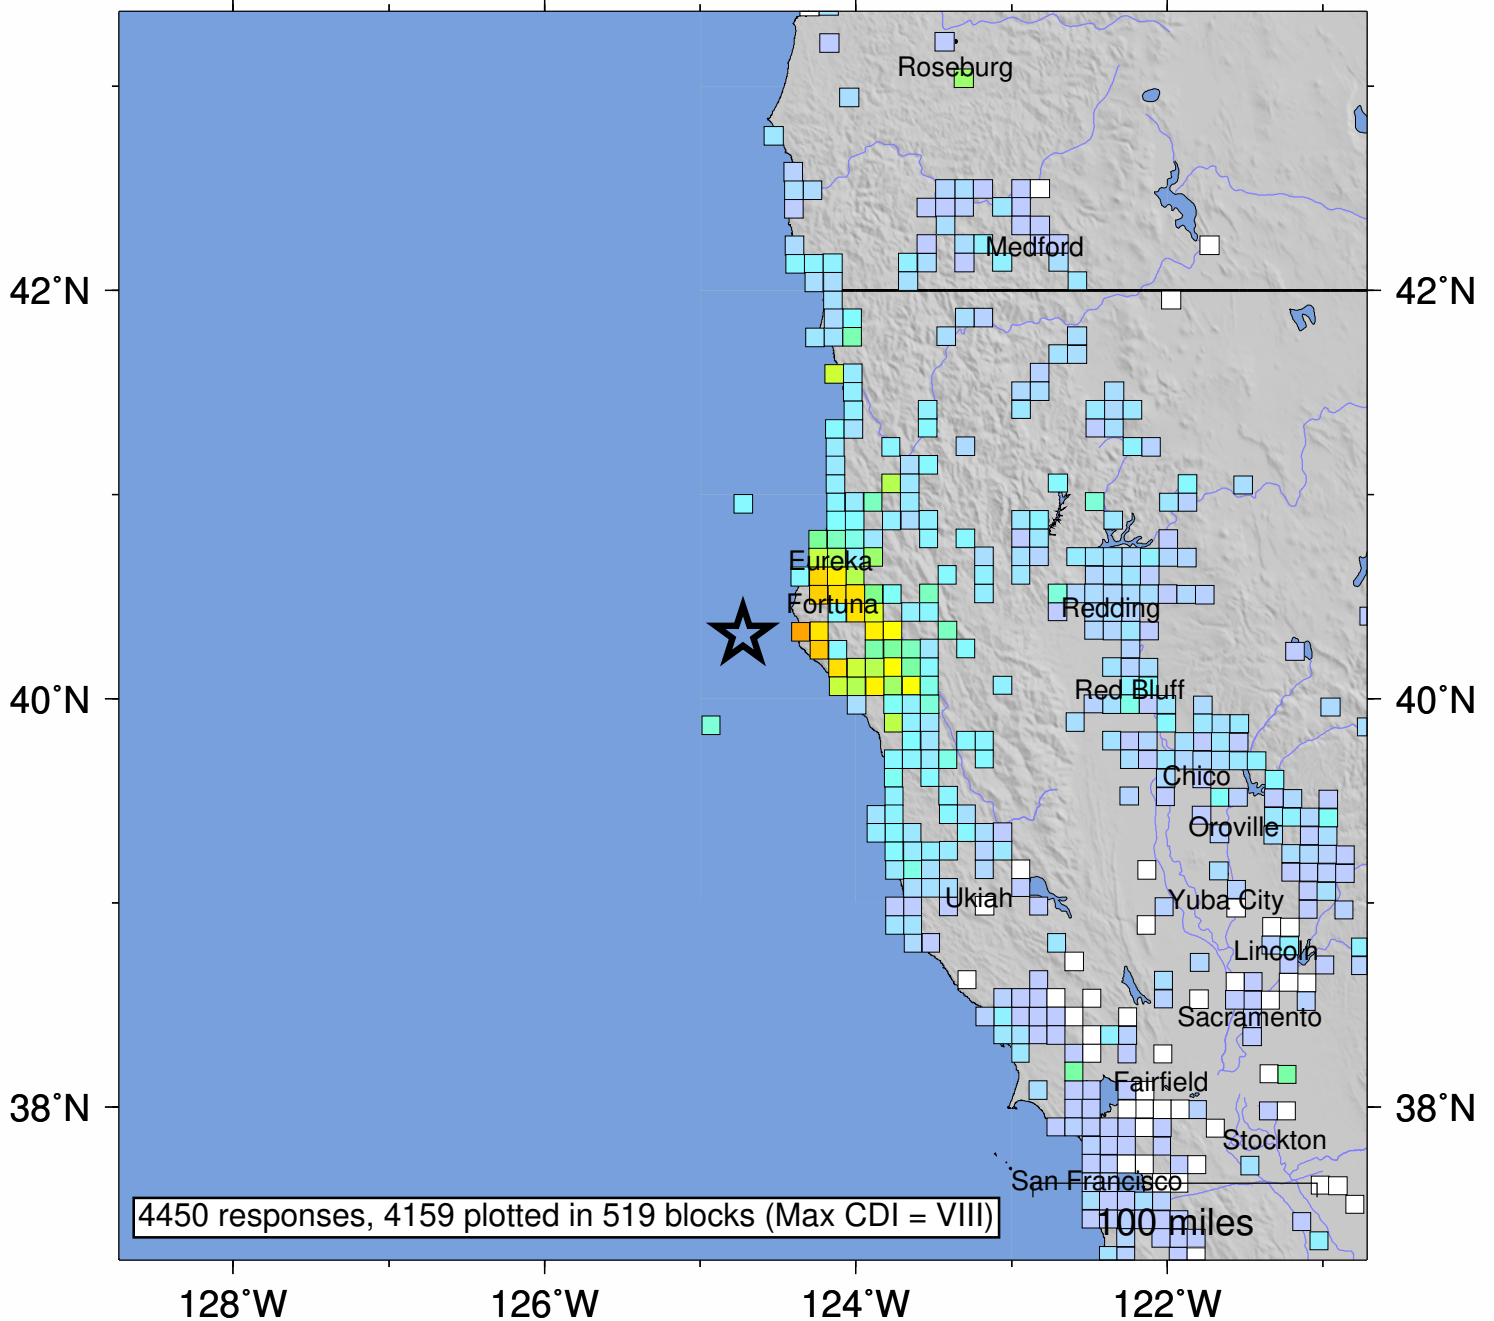 Roseburg
Medford
42°N
42°N
Eureka
Fortuna
Redding
40°N
Red Bluff
40°N
Chico
Oroville
Ukiah
Yuba City
Lincoln
Sacramento
Fairfield
38°N
38°N
Stockton
San Francisco
4450 responses, 4159 plotted in 519 blocks (Max CDI = VIII)
100 miles
128°W
126°W
124°W
122°W